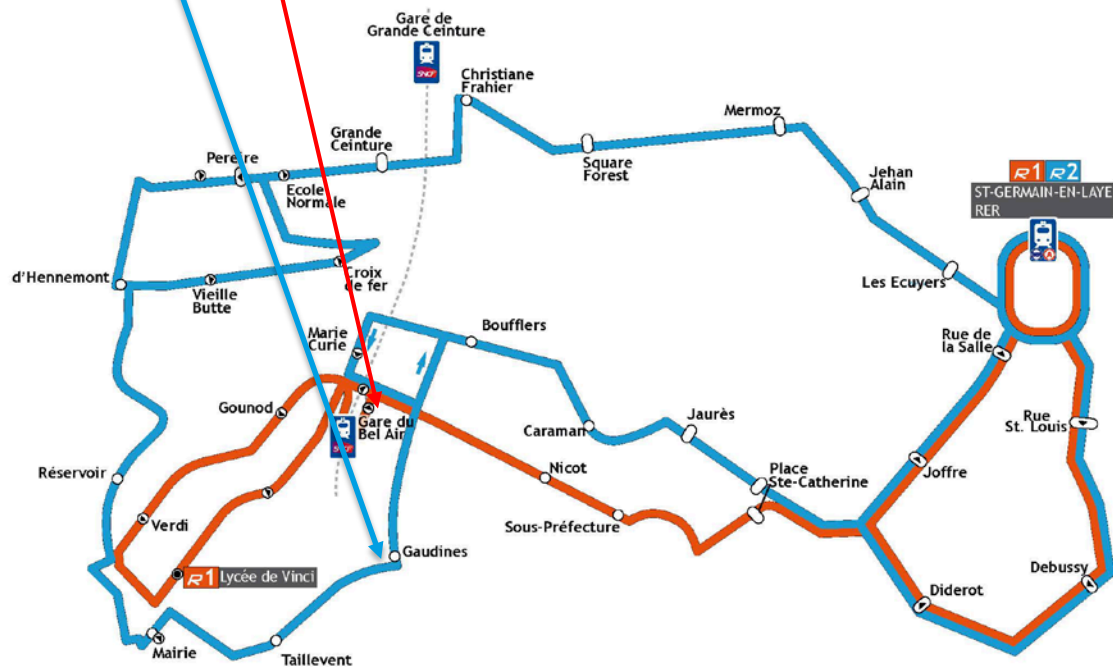 Gare de
Grande Ceinture
SNCF
Christiane
Frahier
Mermoz
Grande
Ceinture
Square
Forest
Pereire
Ecole
Normale
Jehan
Alain
R1 R2
ST-GERMAIN-EN-LAYE
RER
A
d'Hennemont
Vieille
Butte
Croix
de fer
Les Ecuyers
Marie
Curie
Boufflers
Rue de
la Salle
Gounod
Gare du
Bel Air
SNCF
Caraman
Jaurès
Rue
St. Louis
Réservoir
Nicot
Place
Ste-Catherine
Joffre
Verdi
Sous-Préfecture
Gaudines
R1 Lycée de Vinci
Diderot
Debussy
Mairie
Taillevent